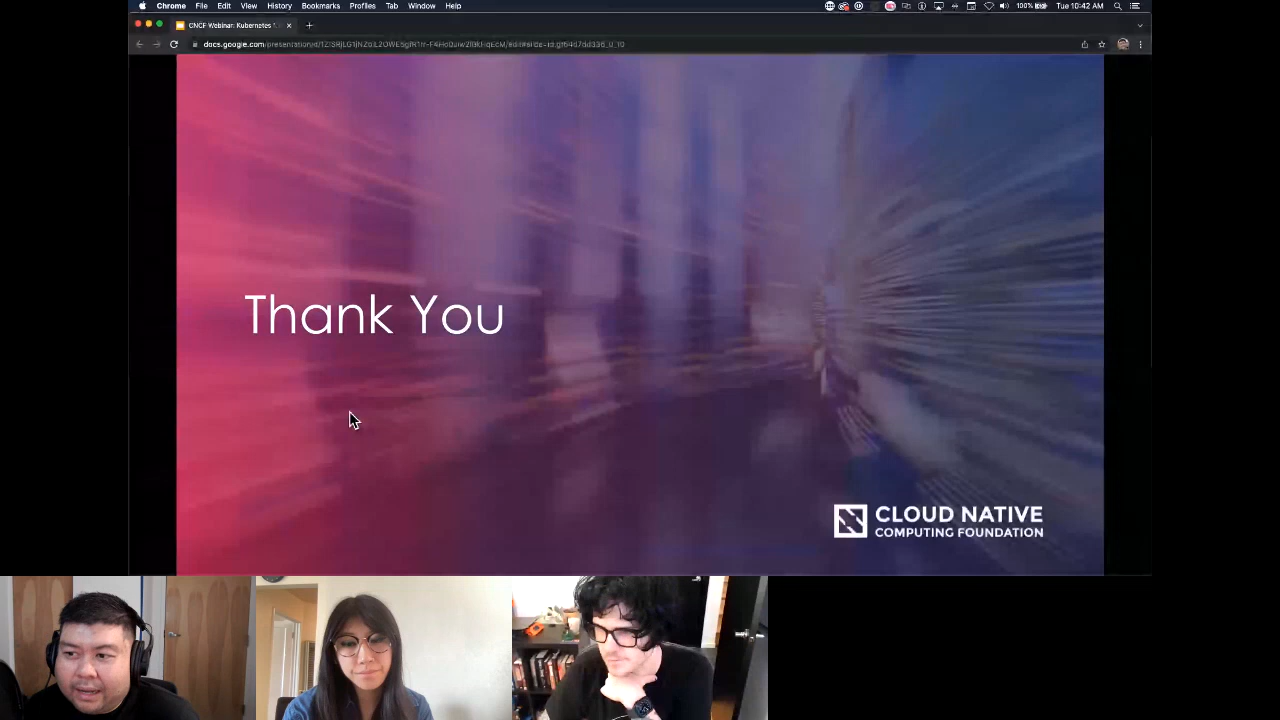 Chrome File Edit View History Bookmarks Profiles Tab Window Help 100% Tue 10:42 AM
CNCF Webinar: Kubernetes
docs.google.com/presentation/d/
Thank You
CLOUD NATIVE
COMPUTING FOUNDATION